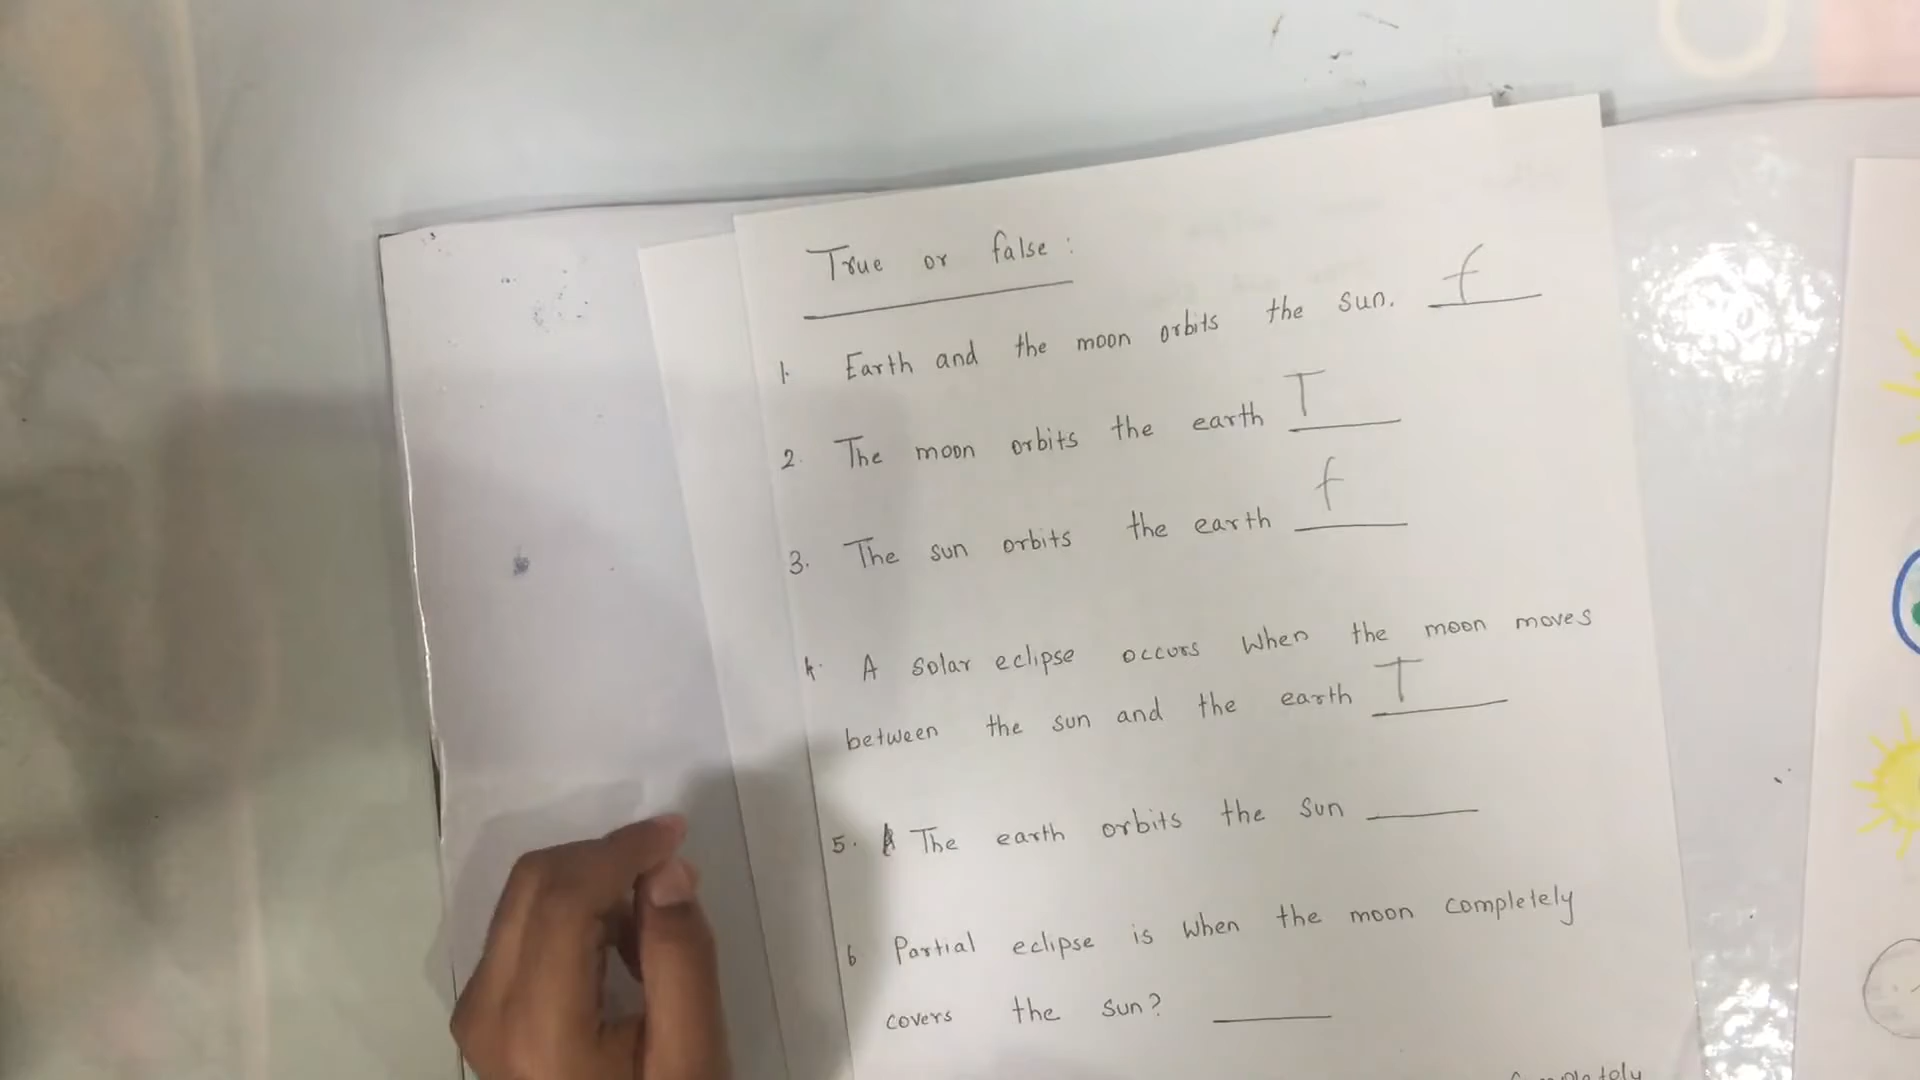 True or false:
1. Earth and the moon orbits the sun. f
2. The moon orbits the earth T
3. The sun orbits the earth f
4. A solar eclipse occurs when the moon moves
between the sun and the earth T
5. The earth orbits the sun
6 Partial eclipse is when the moon completely
covers the sun?